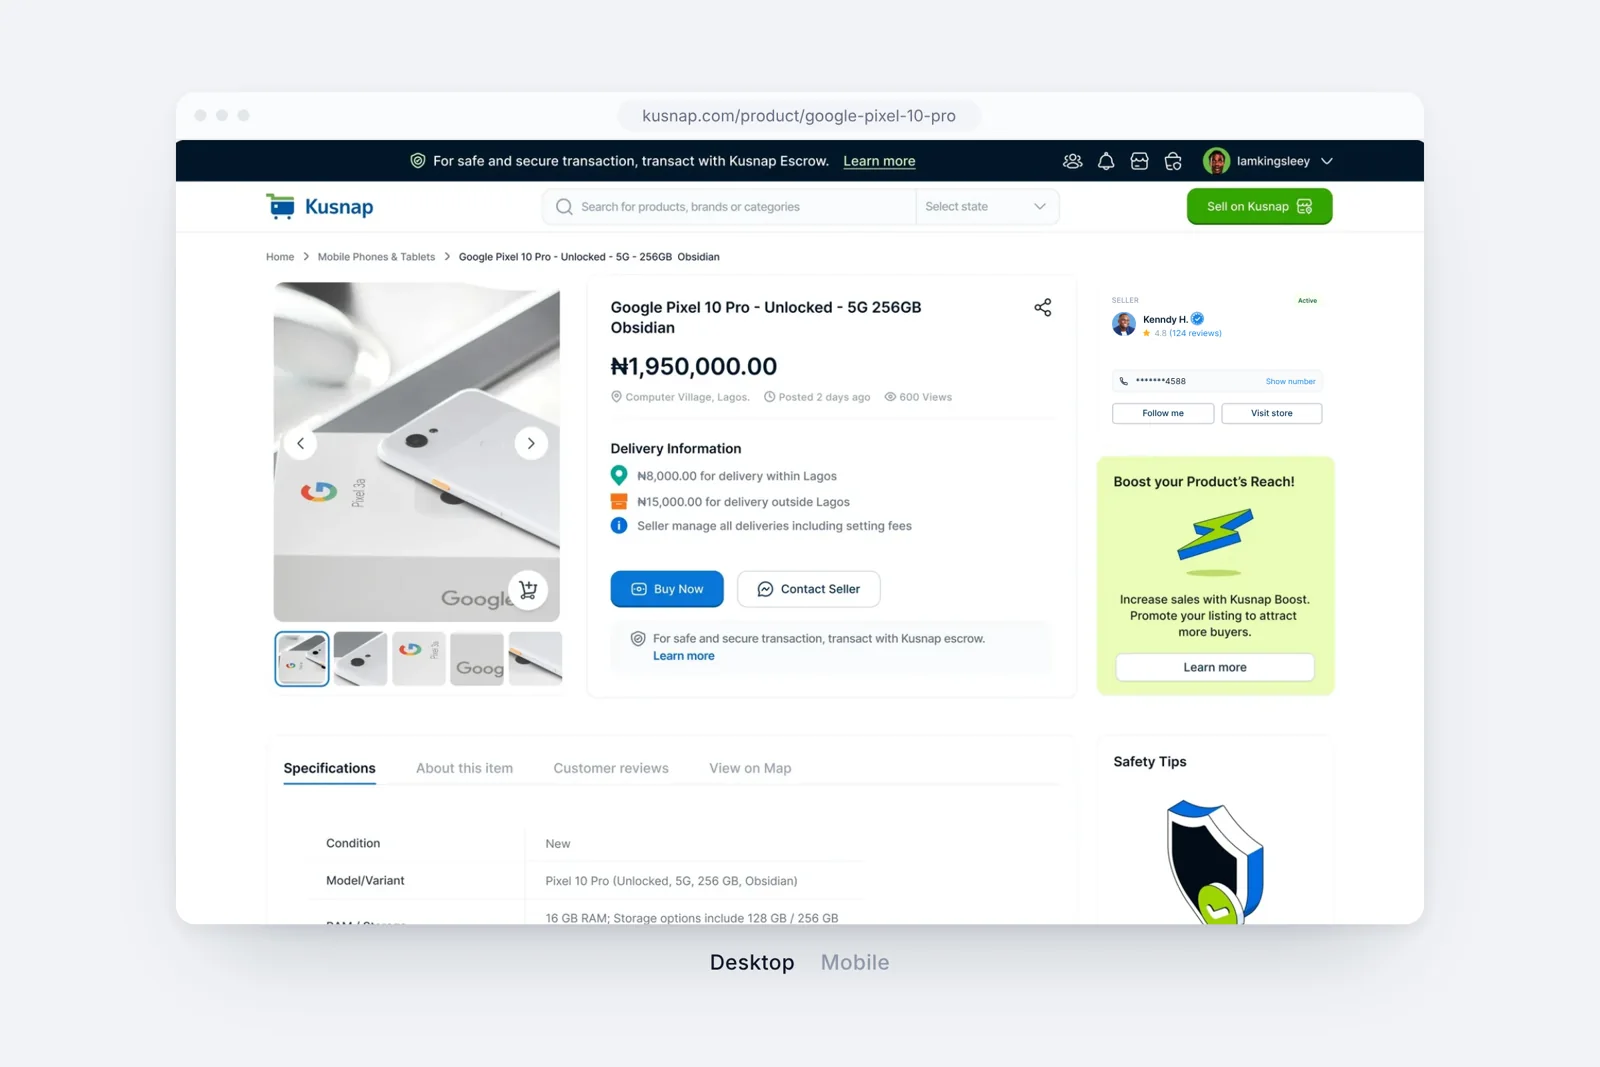 kusnap.com/product/google-pixel-10-pro
For safe and secure transaction, transact with Kusnap Escrow. Learn more
Iamkingsleey
Kusnap
Search for products, brands or categories
Select state
Sell on Kusnap
Home > Mobile Phones & Tablets > Google Pixel 10 Pro - Unlocked - 5G - 256GB Obsidian
Pixel 3a
Google
Goog
Google Pixel 10 Pro - Unlocked - 5G 256GB
Obsidian
₦1,950,000.00
Computer Village, Lagos. Posted 2 days ago 600 Views
Delivery Information
₦8,000.00 for delivery within Lagos
₦15,000.00 for delivery outside Lagos
Seller manage all deliveries including setting fees
Buy Now
Contact Seller
For safe and secure transaction, transact with Kusnap escrow.
Learn more
SELLER
Active
Kenndy H.
4.8 (124 reviews)
*******4588
Show number
Follow me
Visit store
Boost your Product's Reach!
Increase sales with Kusnap Boost.
Promote your listing to attract
more buyers.
Learn more
Specifications
About this item
Customer reviews
View on Map
Condition
New
Model/Variant
Pixel 10 Pro (Unlocked, 5G, 256 GB, Obsidian)
RAM / Storage
16 GB RAM; Storage options include 128 GB / 256 GB
Safety Tips
Desktop
Mobile